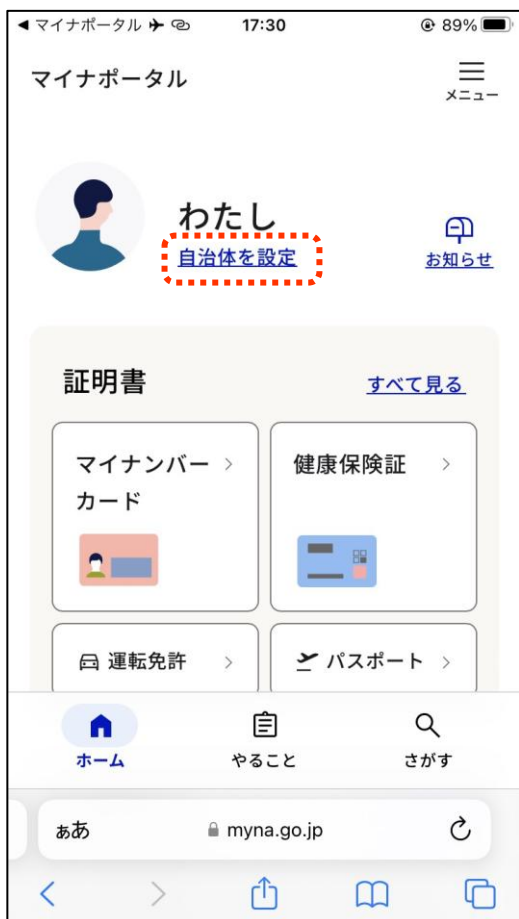 ◀ マイナポータル 17:30 89%
マイナポータル
メニュー
わたし
自治体を設定
お知らせ
証明書
すべて見る
マイナンバー
カード
健康保険証
運転免許
パスポート
ホーム
やること
さがす
ぁあ
myna.go.jp